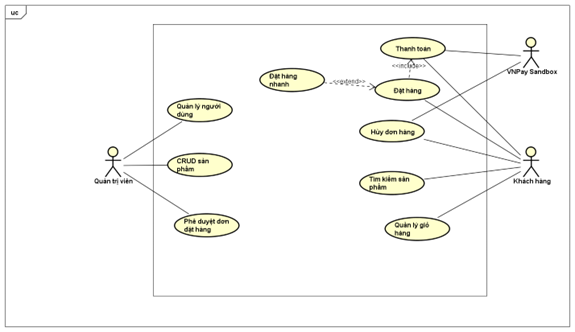 uc
Thanh toán
<<include>>
VNPay Sandbox
Đặt hàng
nhanh
<<extend>>
Đặt hàng
Quản lý người
dùng
Hủy đơn hàng
CRUD sản
phẩm
Quản trị viên
Tìm kiếm sản
phẩm
Khách hàng
Phê duyệt đơn
đặt hàng
Quản lý giỏ
hàng